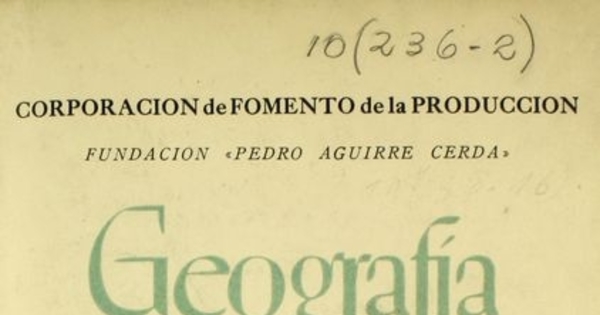 10(236-2)
CORPORACION de FOMENTO de la PRODUCCION
FUNDACION «PEDRO AGUIRRE CERDA»
Geografía